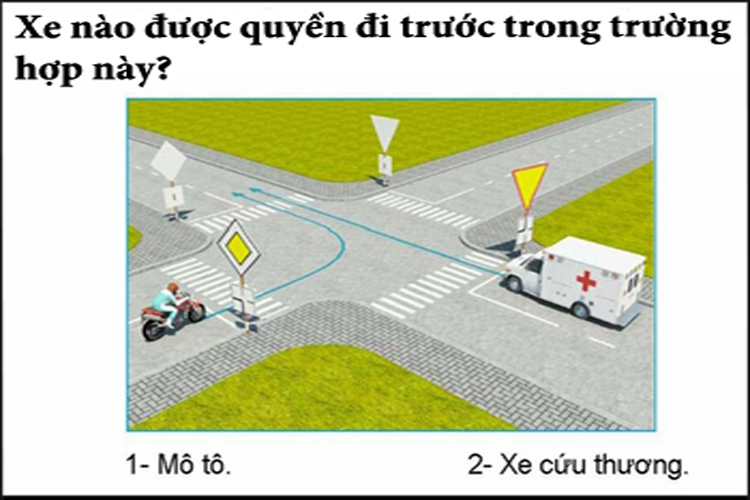 Xe nào được quyền đi trước trong trường
hợp này?
1- Mô tô.
2- Xe cứu thương.